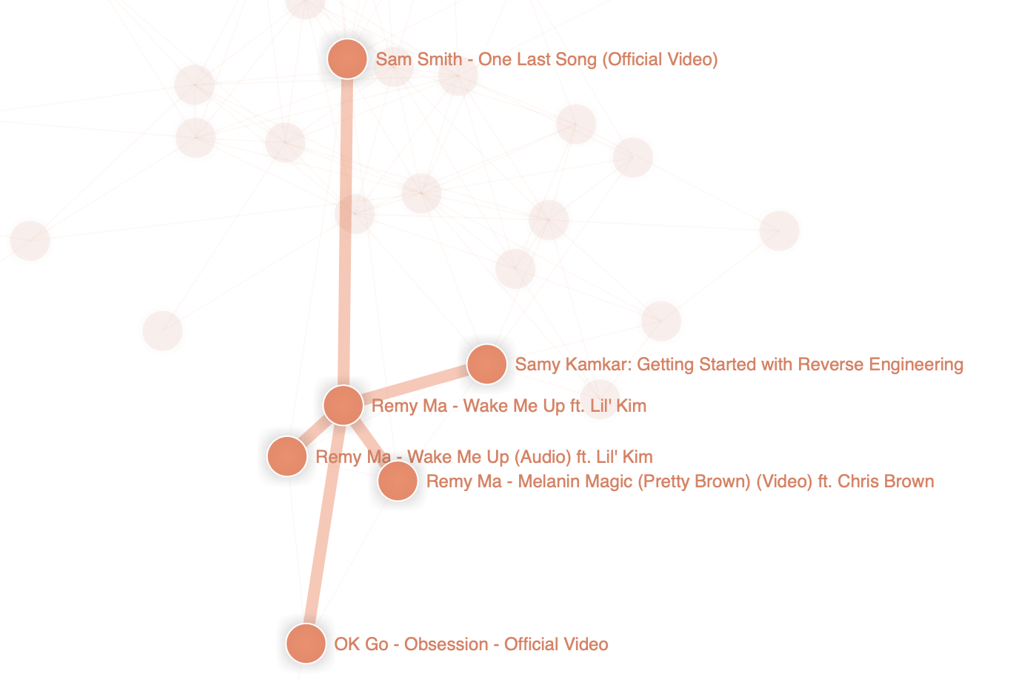 Sam Smith - One Last Song (Official Video)
Samy Kamkar: Getting Started with Reverse Engineering
Remy Ma - Wake Me Up ft. Lil' Kim
Remy Ma - Wake Me Up (Audio) ft. Lil' Kim
Remy Ma - Melanin Magic (Pretty Brown) (Video) ft. Chris Brown
OK Go - Obsession - Official Video